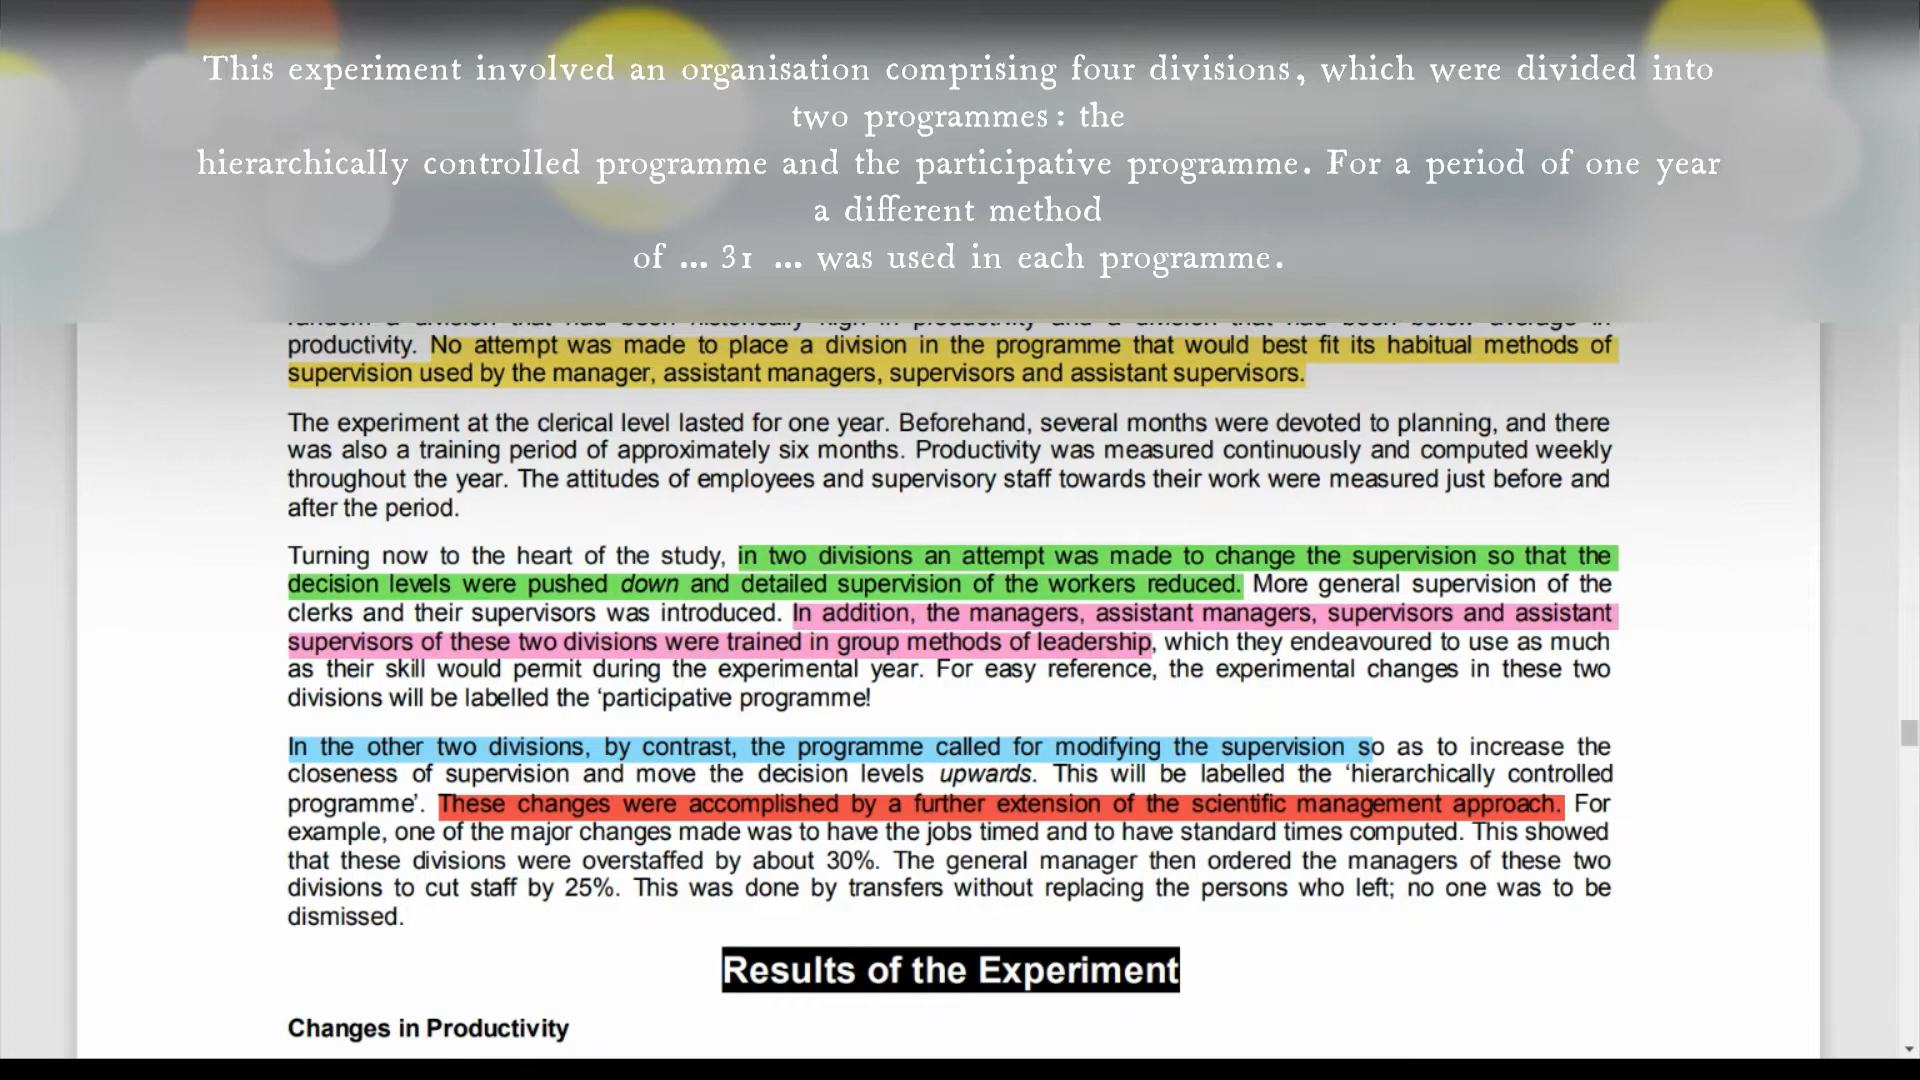 This experiment involved an organisation comprising four divisions, which were divided into
two programmes: the
hierarchically controlled programme and the participative programme. For a period of one year
a different method
of ... 31 ... was used in each programme.
productivity. No attempt was made to place a division in the programme that would best fit its habitual methods of
supervision used by the manager, assistant managers, supervisors and assistant supervisors.
The experiment at the clerical level lasted for one year. Beforehand, several months were devoted to planning, and there
was also a training period of approximately six months. Productivity was measured continuously and computed weekly
throughout the year. The attitudes of employees and supervisory staff towards their work were measured just before and
after the period.
Turning now to the heart of the study, in two divisions an attempt was made to change the supervision so that the
decision levels were pushed down and detailed supervision of the workers reduced. More general supervision of the
clerks and their supervisors was introduced. In addition, the managers, assistant managers, supervisors and assistant
supervisors of these two divisions were trained in group methods of leadership, which they endeavoured to use as much
as their skill would permit during the experimental year. For easy reference, the experimental changes in these two
divisions will be labelled the ‘participative programme!
In the other two divisions, by contrast, the programme called for modifying the supervision so as to increase the
closeness of supervision and move the decision levels upwards. This will be labelled the ‘hierarchically controlled
programme’. These changes were accomplished by a further extension of the scientific management approach. For
example, one of the major changes made was to have the jobs timed and to have standard times computed. This showed
that these divisions were overstaffed by about 30%. The general manager then ordered the managers of these two
divisions to cut staff by 25%. This was done by transfers without replacing the persons who left; no one was to be
dismissed.
Results of the Experiment
Changes in Productivity